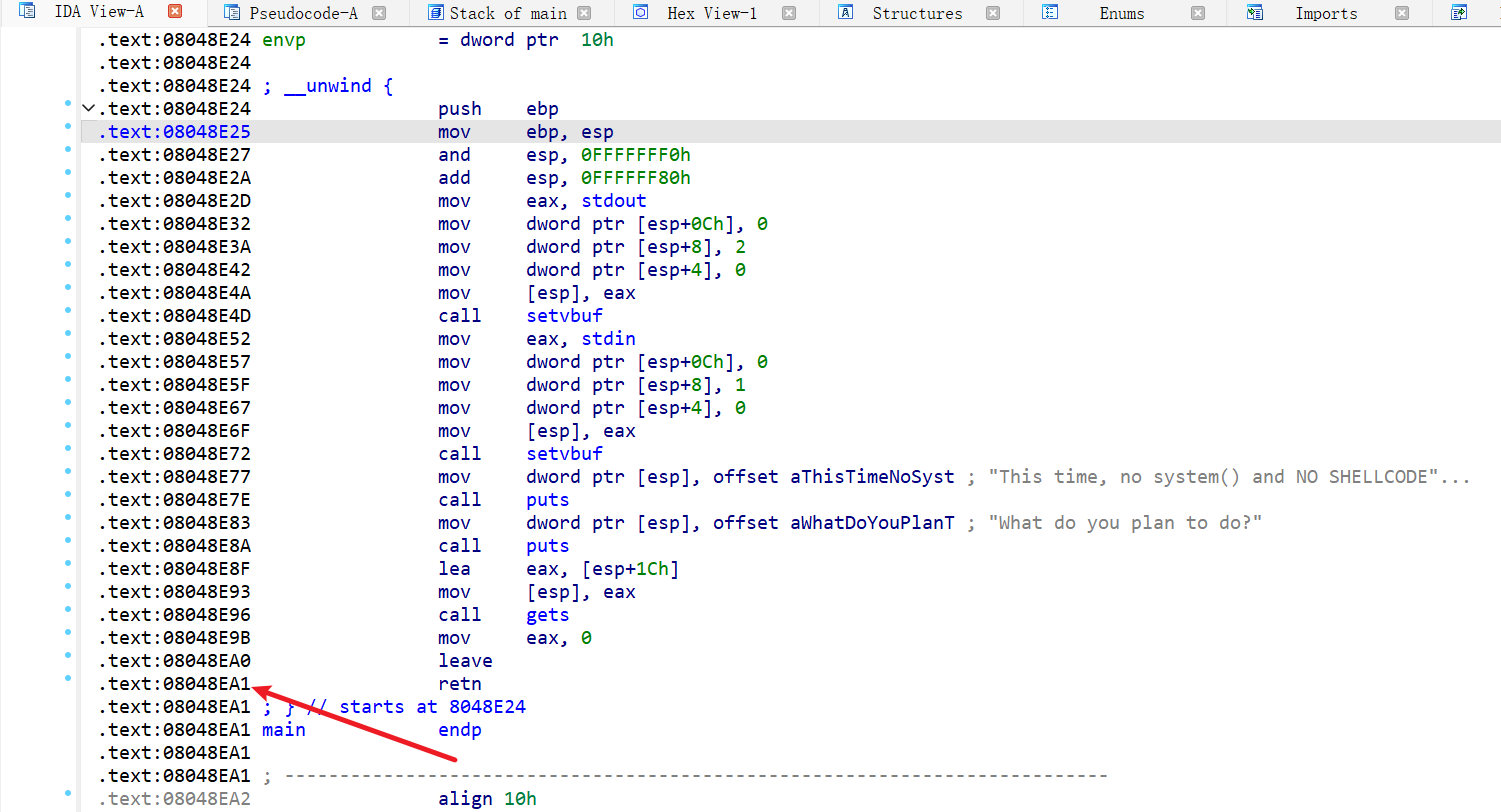 IDA View-A Pseudocode-A Stack of main Hex View-1 Structures Enums Imports
.text:08048E24 envp = dword ptr 10h
.text:08048E24
.text:08048E24 ; __unwind {
.text:08048E24 push ebp
.text:08048E25 mov ebp, esp
.text:08048E27 and esp, 0FFFFFFF0h
.text:08048E2A add esp, 0FFFFFF80h
.text:08048E2D mov eax, stdout
.text:08048E32 mov dword ptr [esp+0Ch], 0
.text:08048E3A mov dword ptr [esp+8], 2
.text:08048E42 mov dword ptr [esp+4], 0
.text:08048E4A mov [esp], eax
.text:08048E4D call setvbuf
.text:08048E52 mov eax, stdin
.text:08048E57 mov dword ptr [esp+0Ch], 0
.text:08048E5F mov dword ptr [esp+8], 1
.text:08048E67 mov dword ptr [esp+4], 0
.text:08048E6F mov [esp], eax
.text:08048E72 call setvbuf
.text:08048E77 mov dword ptr [esp], offset aThisTimeNoSyst ; "This time, no system() and NO SHELLCODE"...
.text:08048E7E call puts
.text:08048E83 mov dword ptr [esp], offset aWhatDoYouPlanT ; "What do you plan to do?"
.text:08048E8A call puts
.text:08048E8F lea eax, [esp+1Ch]
.text:08048E93 mov [esp], eax
.text:08048E96 call gets
.text:08048E9B mov eax, 0
.text:08048EA0 leave
.text:08048EA1 retn
.text:08048EA1 ; } // starts at 8048E24
.text:08048EA1 main endp
.text:08048EA1
.text:08048EA1 ; ---------------------------------------------------------------------------
.text:08048EA2 align 10h